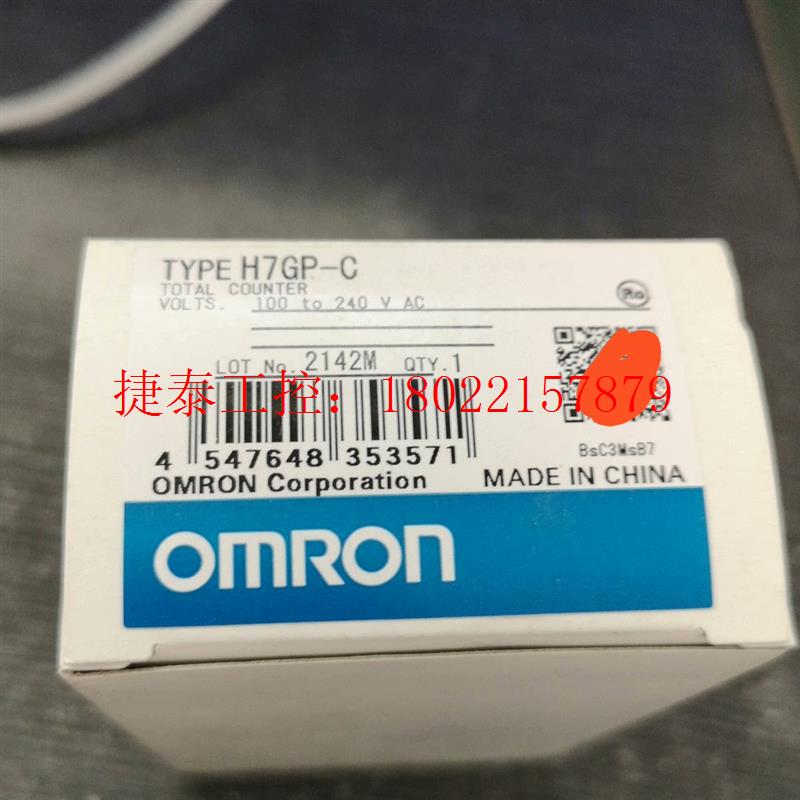 TYPE H7GP-C
TOTAL COUNTER
VOLTS. 100 to 240 V AC
LOT No. 2142M QTY.1
捷泰工控：18022157879
4 547648 353571
BsC3MsB7
OMRON Corporation MADE IN CHINA
OMRON